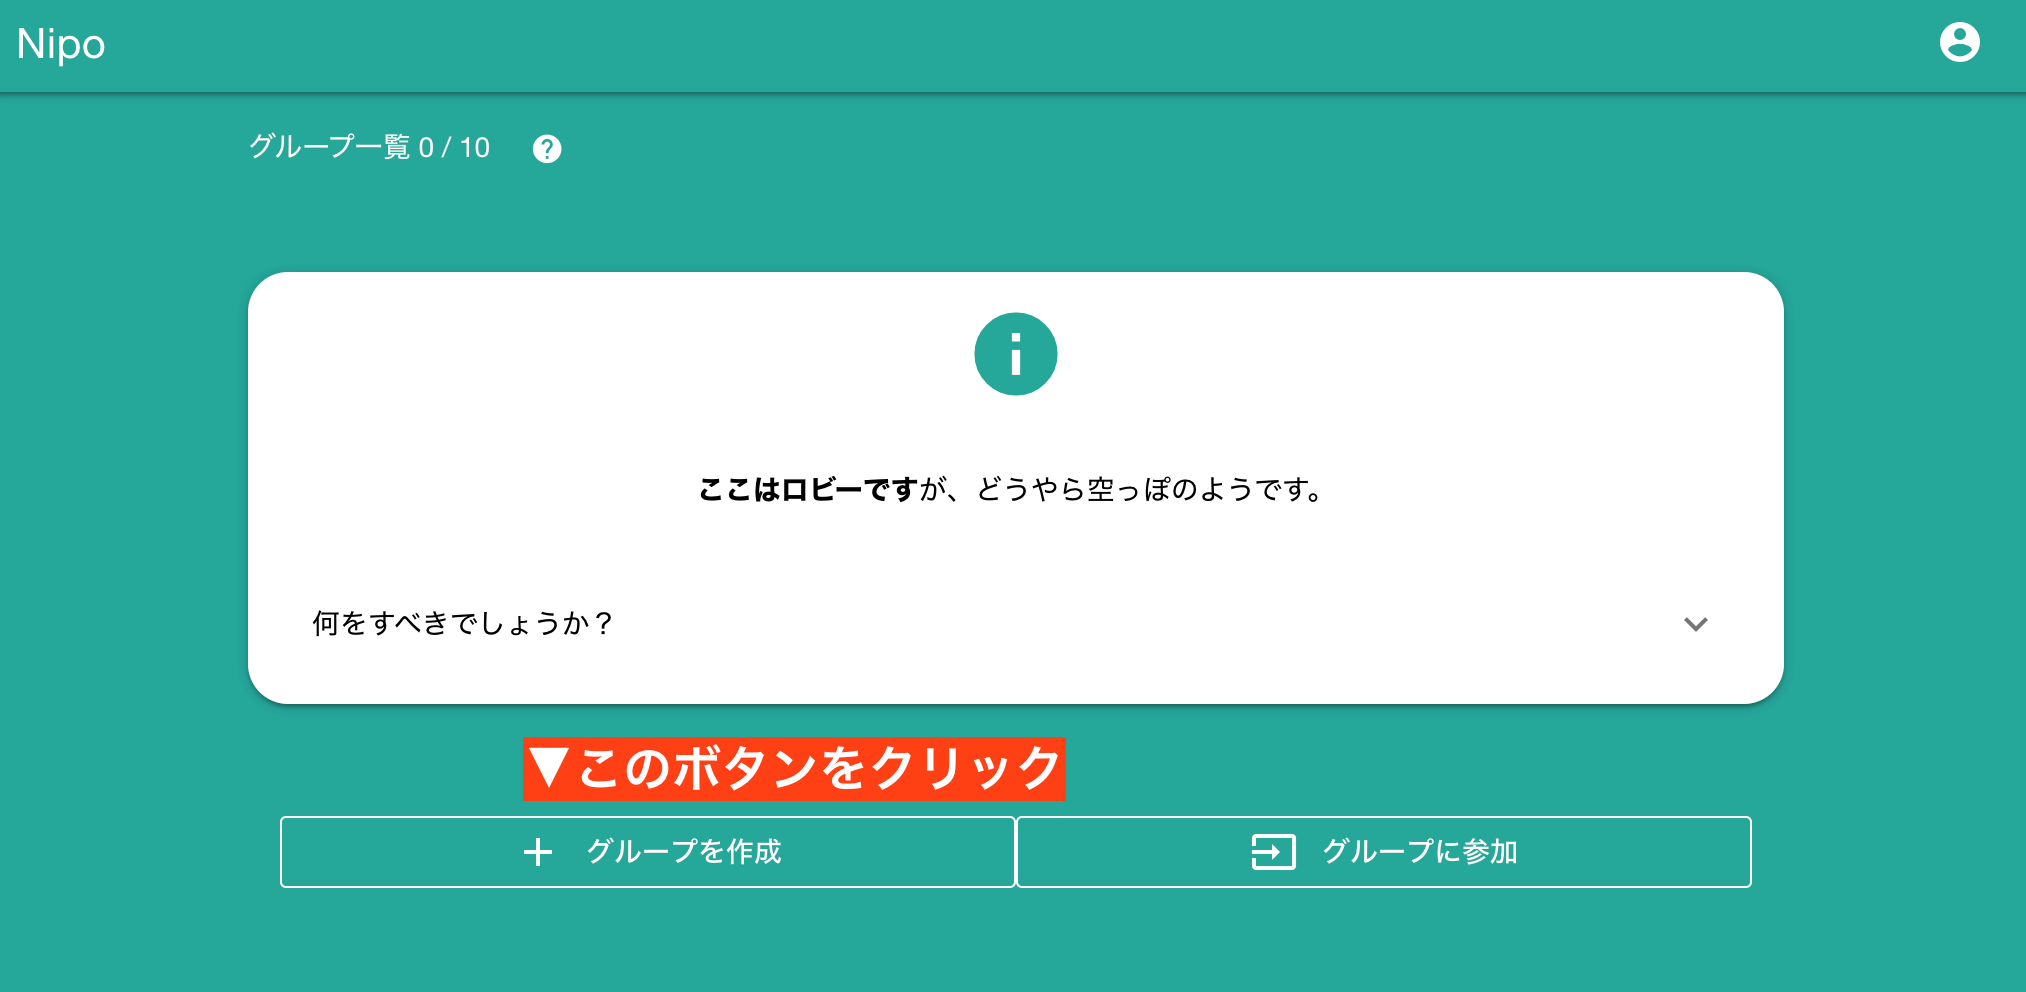 Nipo
グループ一覧 0 / 10
ここはロビーですが、どうやら空っぽのようです。
何をすべきでしょうか？
▼このボタンをクリック
グループを作成
グループに参加